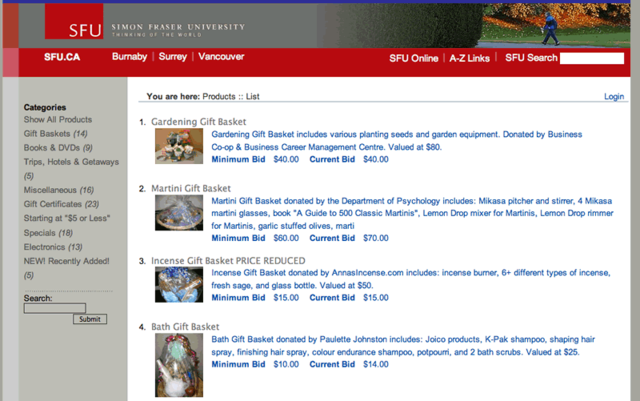 SFU
SIMON FRASER UNIVERSITY
THINKING OF THE WORLD
SFU.CA Burnaby | Surrey | Vancouver
SFU Online | A-Z Links | SFU Search
Categories
Show All Products
Gift Baskets (14)
Books & DVDs (9)
Trips, Hotels & Getaways
(5)
Miscellaneous (16)
Gift Certificates (23)
Starting at "$5 or Less"
Specials (18)
Electronics (13)
NEW! Recently Added!
(5)
Search:
Submit
You are here: Products :: List
Login
1. Gardening Gift Basket
Gardening Gift Basket includes various planting seeds and garden equipment. Donated by Business
Co-op & Business Career Management Centre. Valued at $80.
Minimum Bid $40.00 Current Bid $40.00
2. Martini Gift Basket
Martini Gift Basket donated by the Department of Psychology includes: Mikasa pitcher and stirrer, 4 Mikasa
martini glasses, book "A Guide to 500 Classic Martinis", Lemon Drop mixer for Martinis, Lemon Drop rimmer
for Martinis, garlic stuffed olives, marti
Minimum Bid $60.00 Current Bid $70.00
3. Incense Gift Basket PRICE REDUCED
Incense Gift Basket donated by AnnasIncense.com includes: incense burner, 6+ different types of incense,
fresh sage, and glass bottle. Valued at $50.
Minimum Bid $15.00 Current Bid $15.00
4. Bath Gift Basket
Bath Gift Basket donated by Paulette Johnston includes: Joico products, K-Pak shampoo, shaping hair
spray, finishing hair spray, colour endurance shampoo, potpourri, and 2 bath scrubs. Valued at $25.
Minimum Bid $10.00 Current Bid $14.00